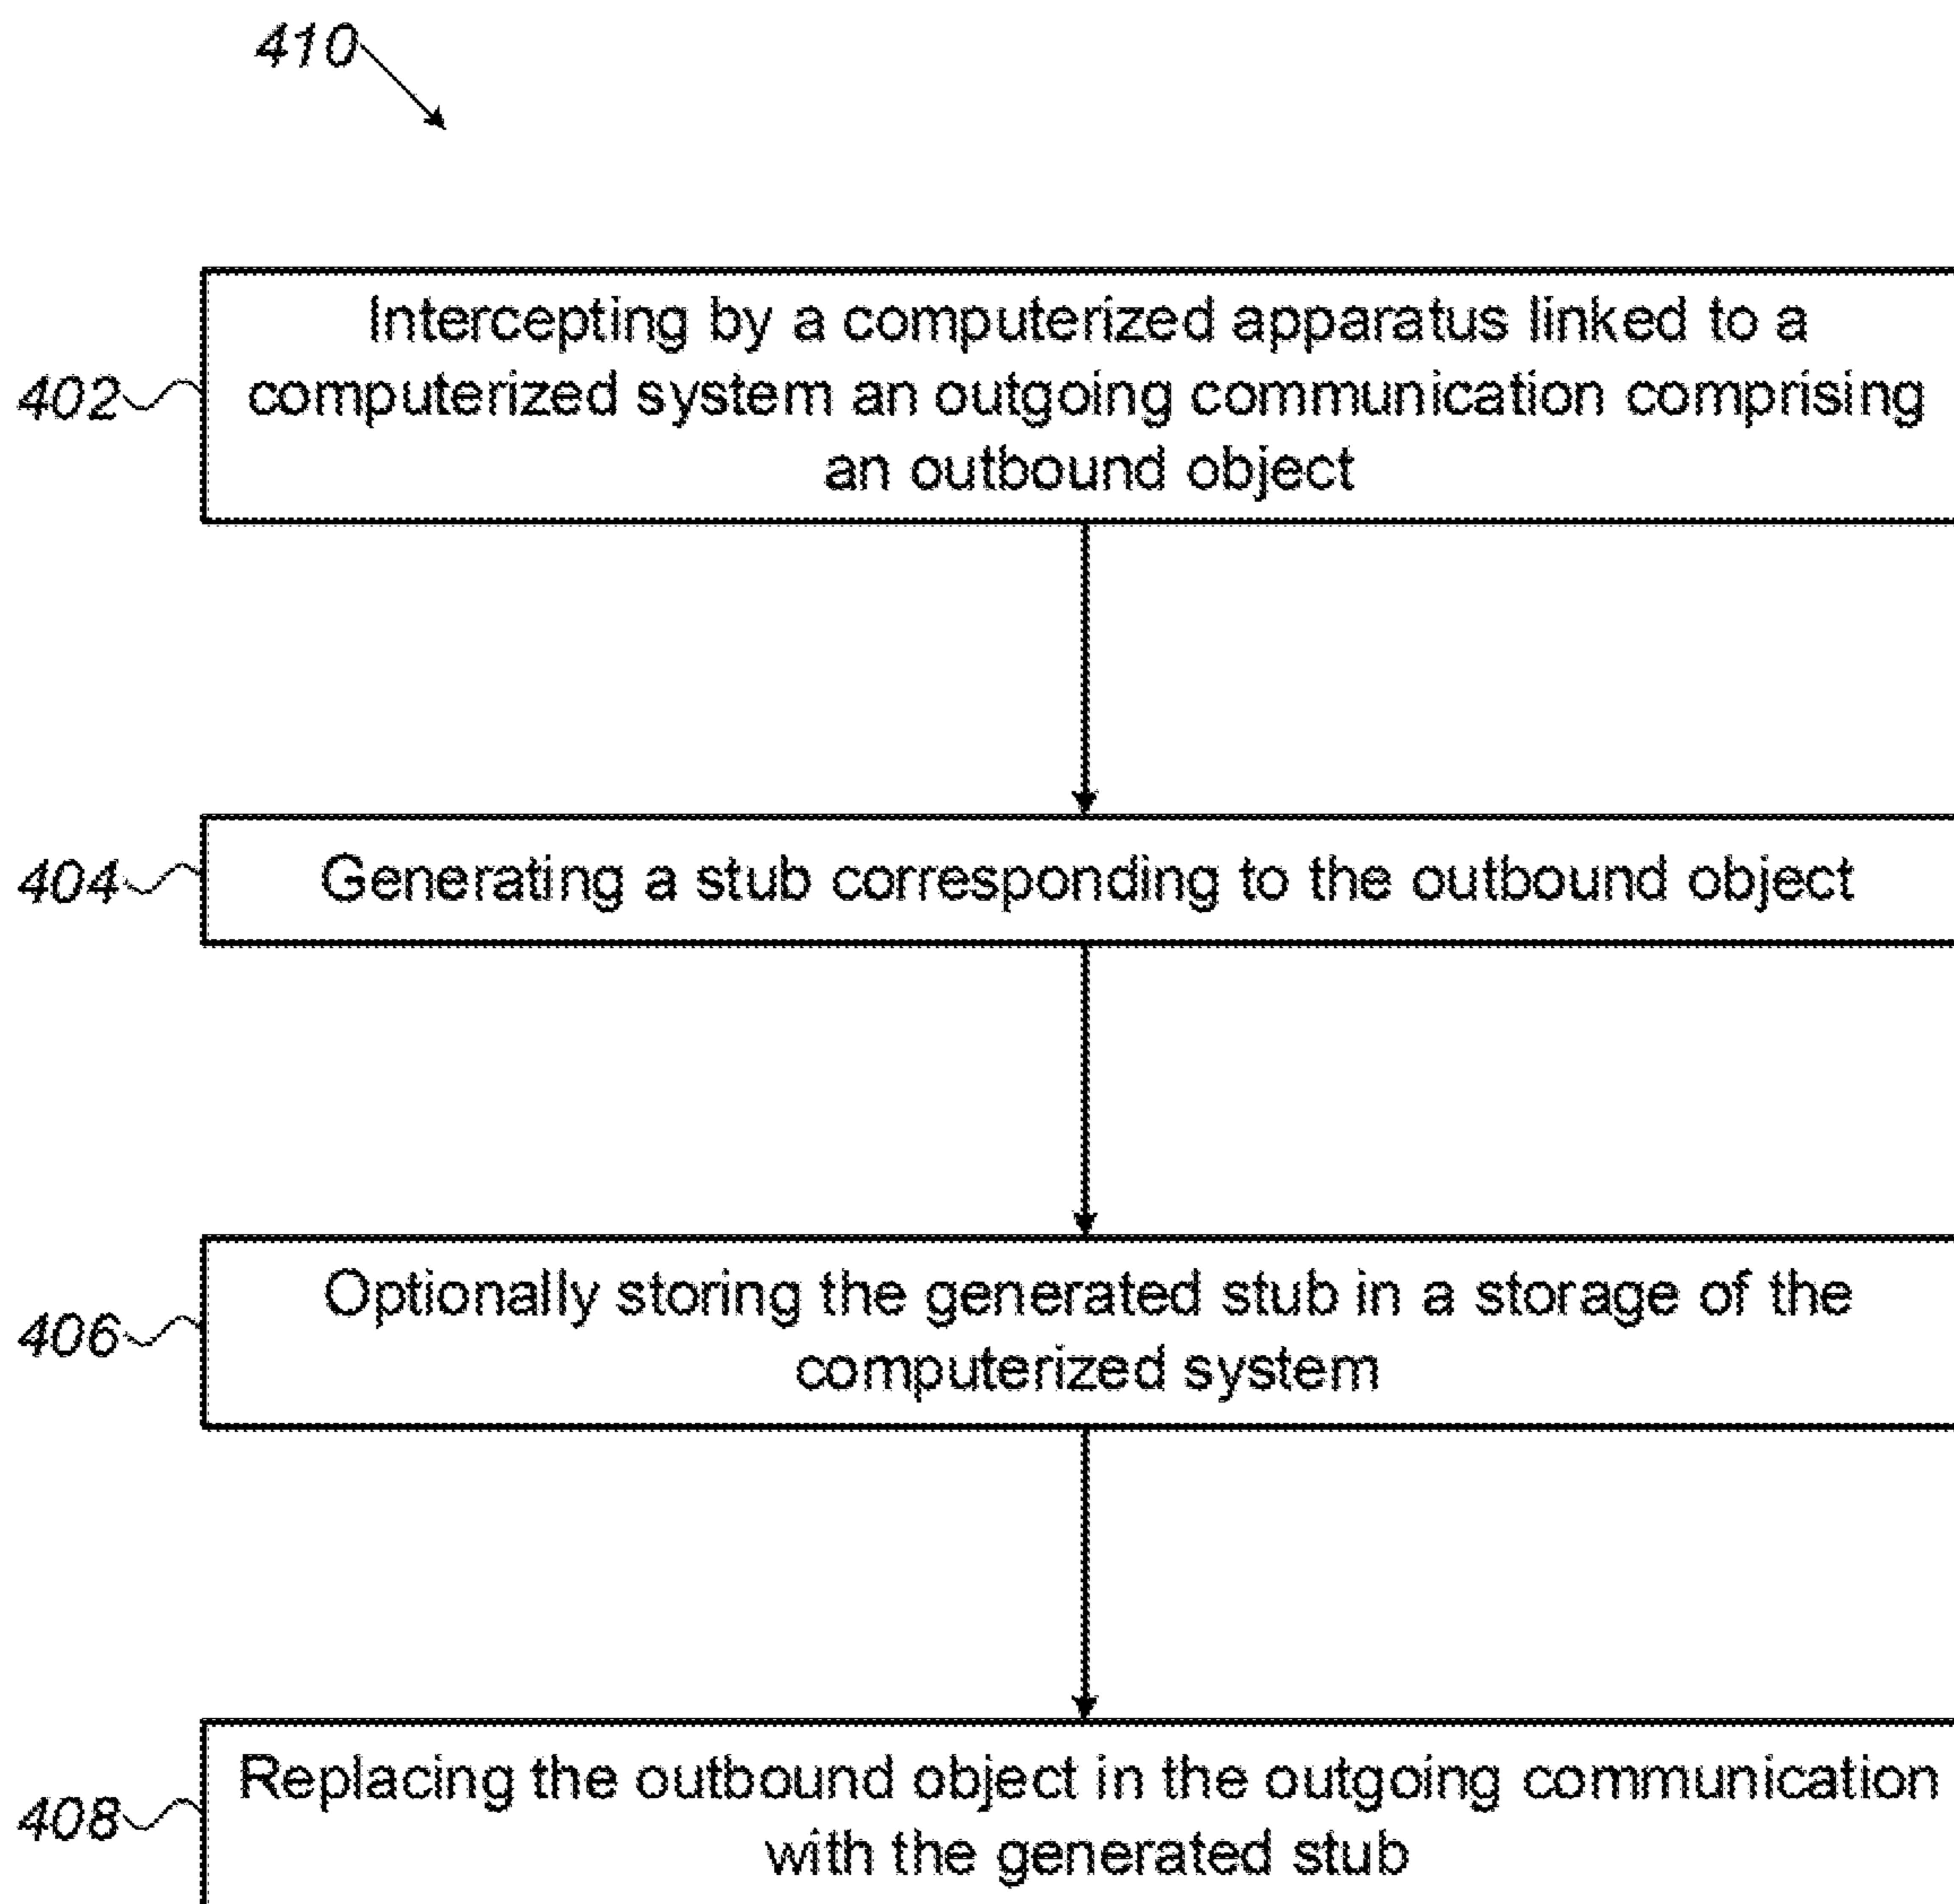 410
Intercepting by a computerized apparatus linked to a
402
computerized system an outgoing communication comprising
an outbound object
404
Generating a stub corresponding to the outbound object
Optionally storing the generated stub in a storage of the
406
computerized system
Replacing the outbound object in the outgoing communication
408
with the generated stub